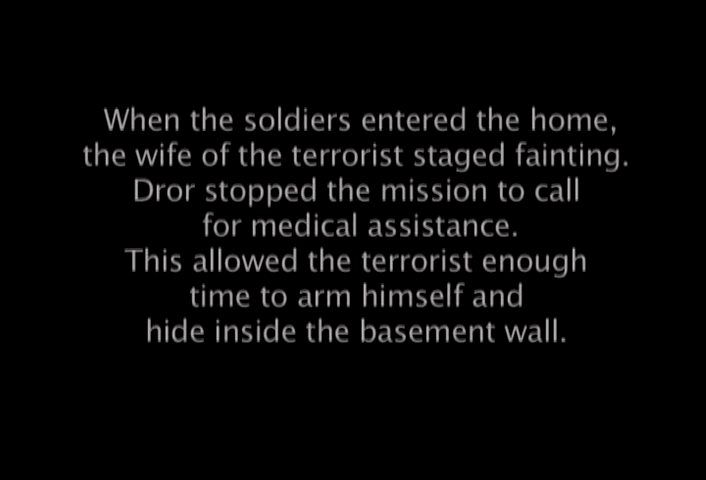 When the soldiers entered the home,
the wife of the terrorist staged fainting.
Dror stopped the mission to call
for medical assistance.
This allowed the terrorist enough
time to arm himself and
hide inside the basement wall.